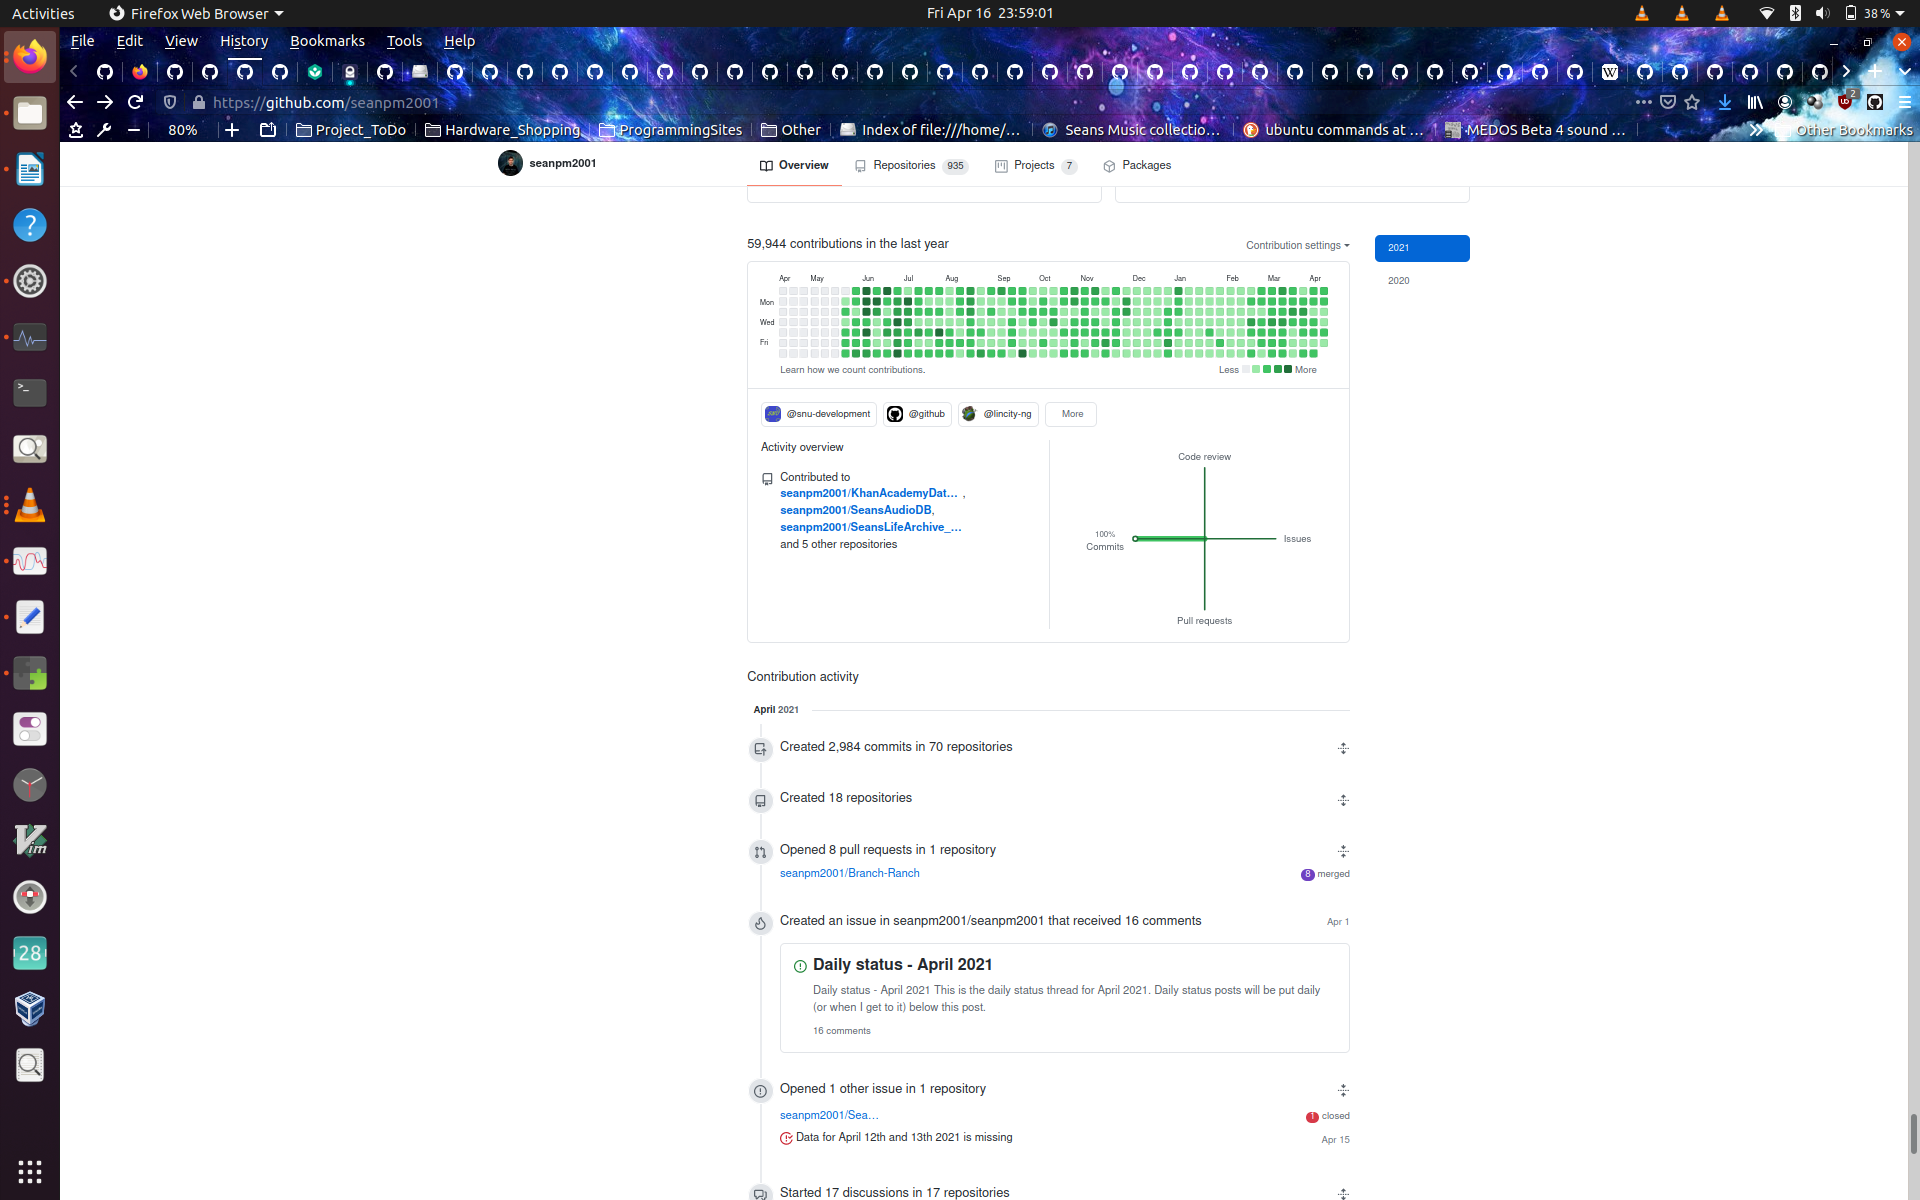 Activities
Firefox Web Browser
Fri Apr 16 23:59:01
38 %
File Edit View History Bookmarks Tools Help
https://github.com/seanpm2001
2
80%
Project_ToDo
Hardware_Shopping
ProgrammingSites
Other
Index of file:///home/...
Seans Music collectio...
ubuntu commands at ...
MEDOS Beta 4 sound ...
Other Bookmarks
seanpm2001
Overview
Repositories 935
Projects 7
Packages
59,944 contributions in the last year
Contribution settings
2021
2020
Apr May Jun Jul Aug Sep Oct Nov Dec Jan Feb Mar Apr
Mon
Wed
Fri
Learn how we count contributions.
Less More
@snu-development
@github
@lincity-ng
More
Activity overview
Contributed to
seanpm2001/KhanAcademyDat... ,
seanpm2001/SeansAudioDB,
seanpm2001/SeansLifeArchive_...
and 5 other repositories
Code review
100%
Commits
Issues
Pull requests
Contribution activity
April 2021
Created 2,984 commits in 70 repositories
Created 18 repositories
Opened 8 pull requests in 1 repository
seanpm2001/Branch-Ranch
8 merged
Created an issue in seanpm2001/seanpm2001 that received 16 comments
Apr 1
Daily status - April 2021
Daily status - April 2021 This is the daily status thread for April 2021. Daily status posts will be put daily
(or when I get to it) below this post.
16 comments
Opened 1 other issue in 1 repository
seanpm2001/Sea...
1 closed
Data for April 12th and 13th 2021 is missing
Apr 15
Started 17 discussions in 17 repositories
28